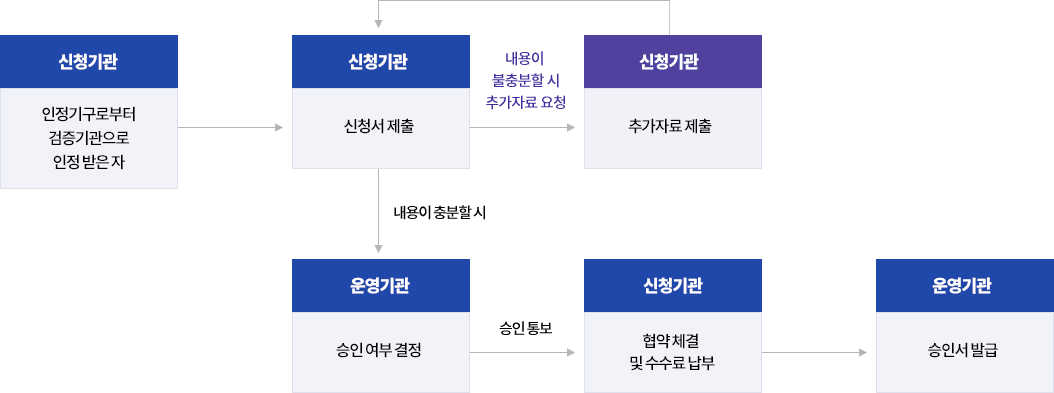 신청기관
인정기구로부터
검증기관으로
인정 받은 자
신청기관
신청서 제출
내용이
불충분할 시
추가자료 요청
신청기관
추가자료 제출
내용이 충분할 시
운영기관
승인 여부 결정
승인 통보
신청기관
협약 체결
및 수수료 납부
운영기관
승인서 발급